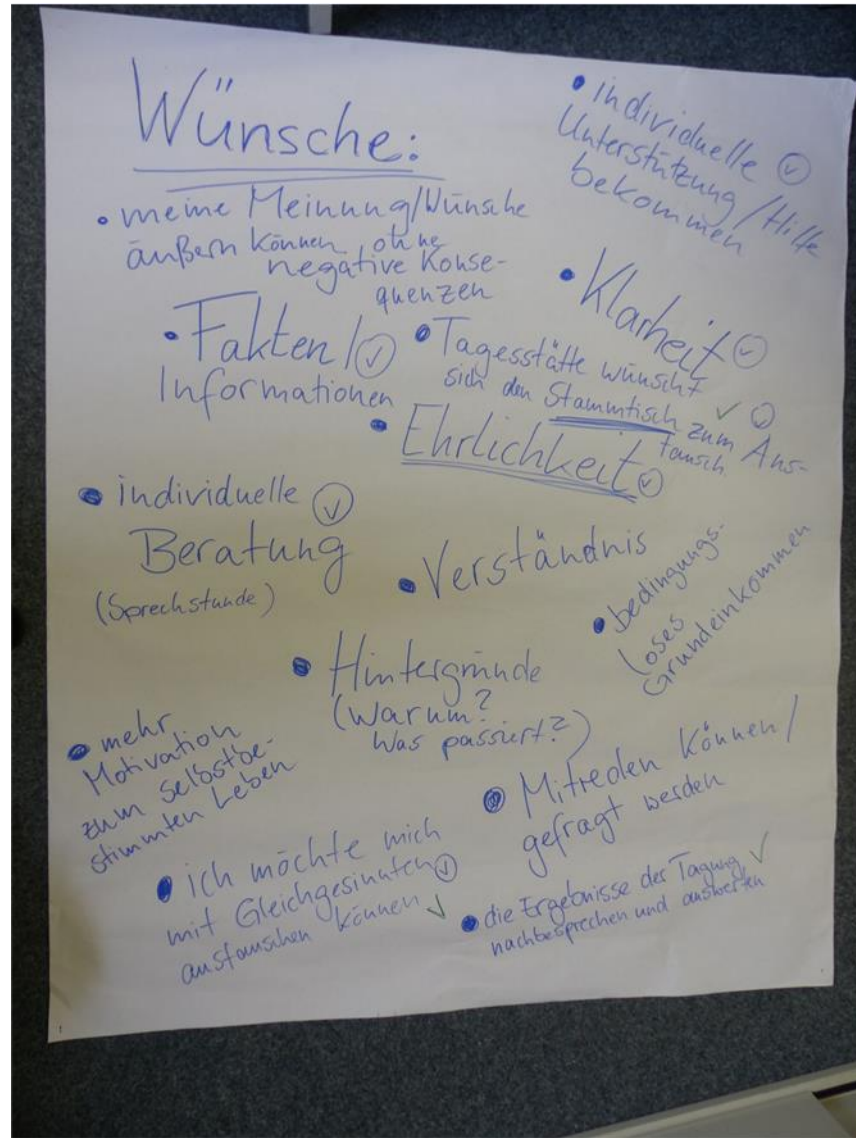 Wünsche:
• individuelle ✓
Unterstützung/Hilfe
bekommen
• meine Meinung/Wünsche
äußern können, ohne
negative Konse-
quenzen
• Klarheit ✓
• Fakten/ ✓
Informationen
• Tagesstätte wünscht
sich den Stammtisch zum Aus- ✓ ✓
tausch
• Ehrlichkeit ✓
• individuelle ✓
Beratung
(Sprechstunde)
• Verständnis
• bedingungs-
loses
Grundeinkommen
• Hintergründe
(Warum?
Was passiert?)
• mehr
Motivation
zum selbstbe-
stimmten Leben
• Mitreden können/
gefragt werden
• ich möchte mich
mit Gleichgesinnten ✓
austauschen können ✓
• die Ergebnisse der Tagung ✓
nachbesprechen und auswerten